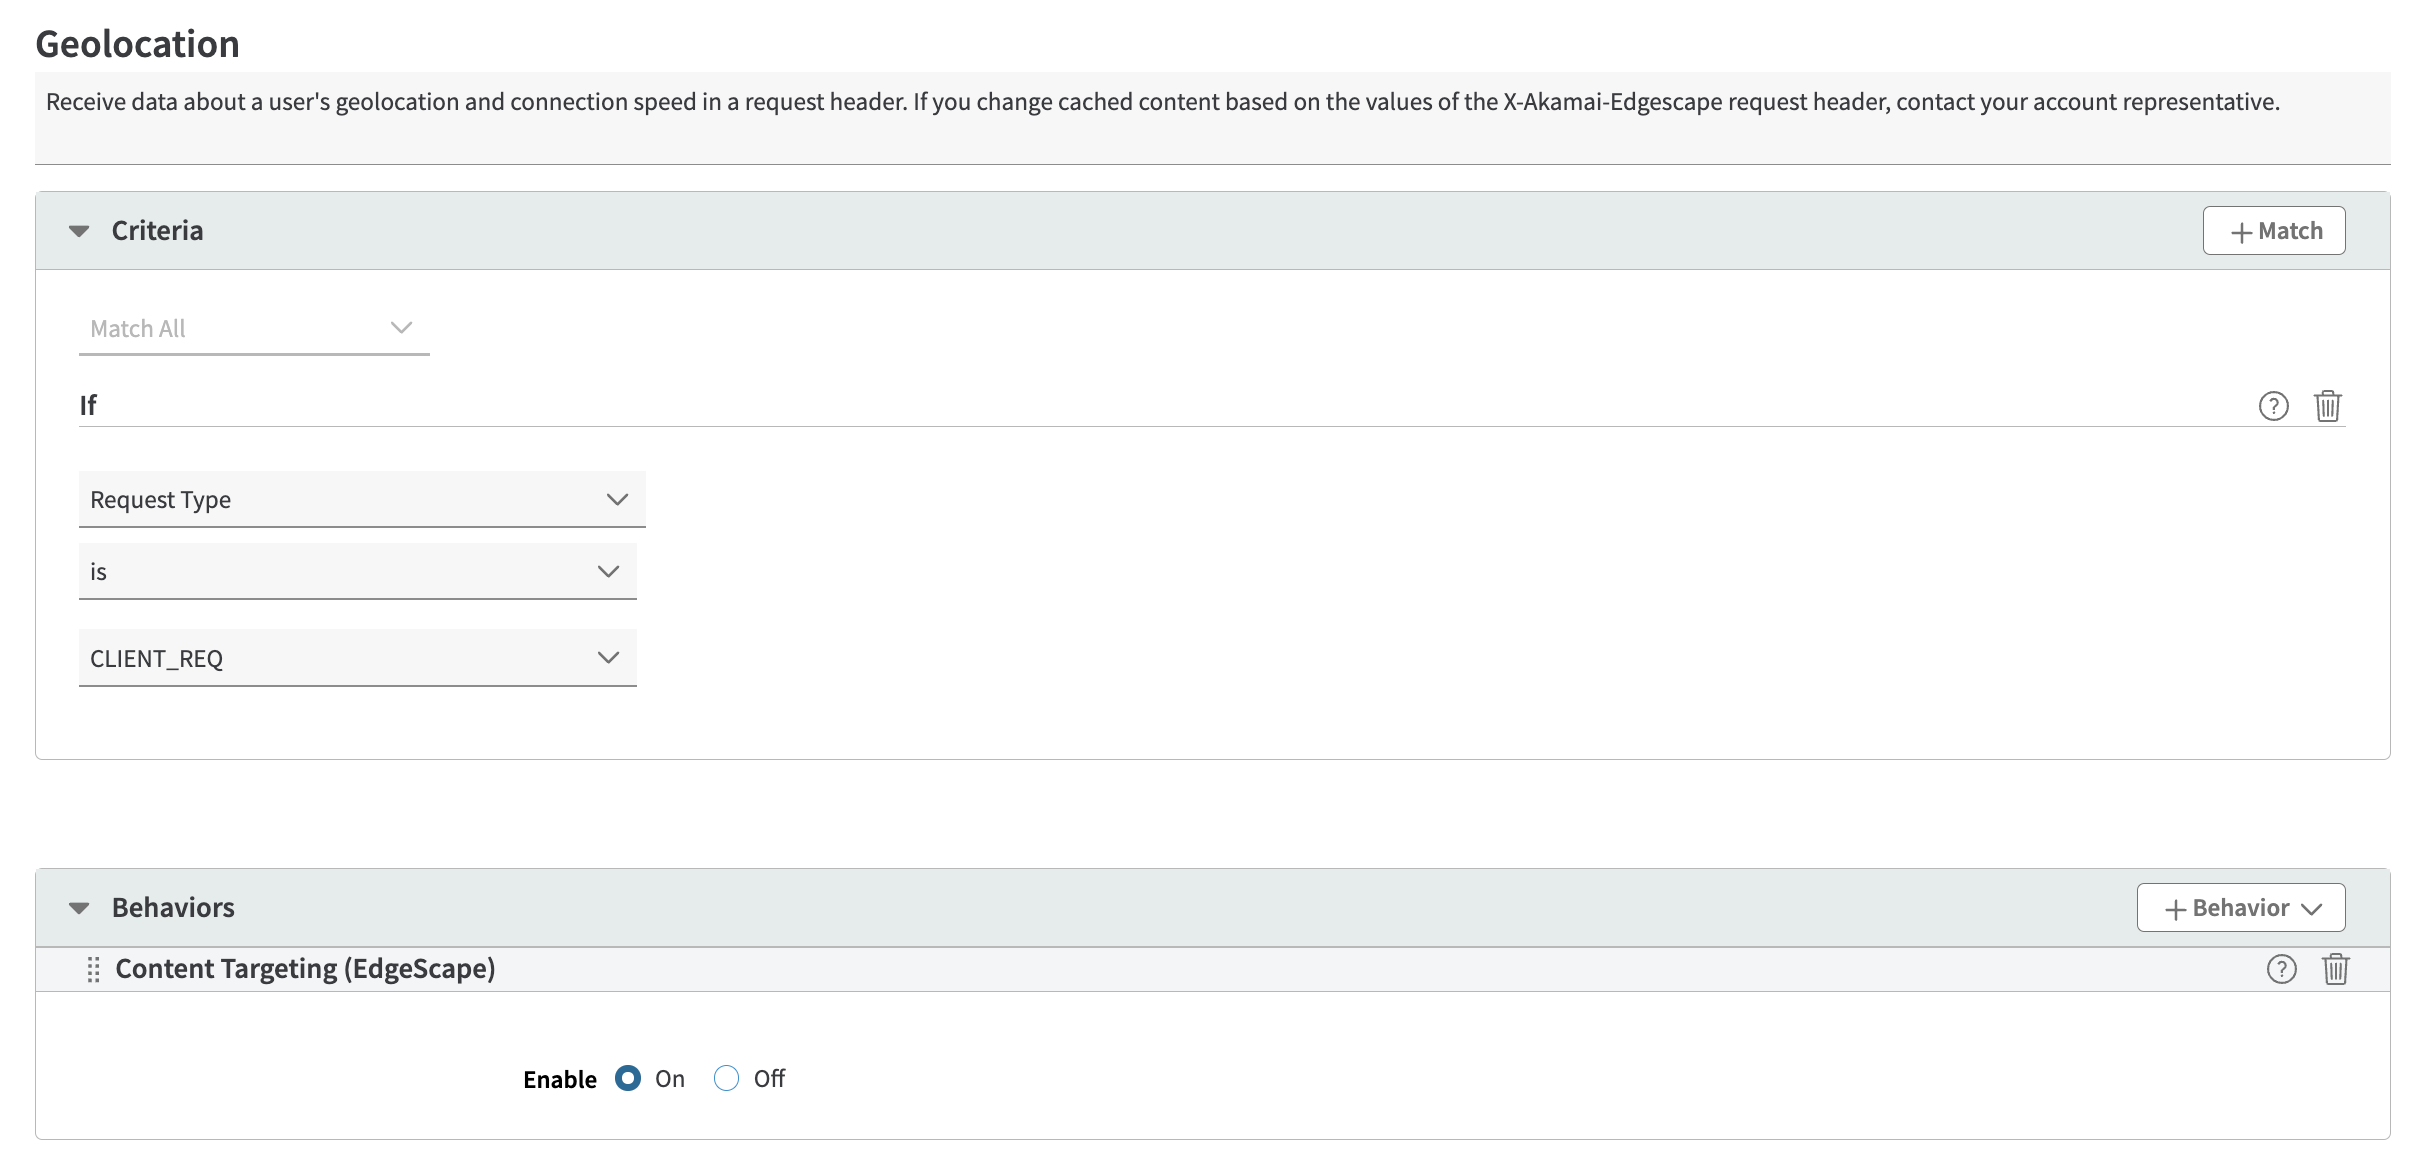 Geolocation
Receive data about a user's geolocation and connection speed in a request header. If you change cached content based on the values of the X-Akamai-Edgescape request header, contact your account representative.
Criteria
Match
Match All
If
Request Type
is
CLIENT_REQ
Behaviors
Behavior
Content Targeting (EdgeScape)
Enable On Off